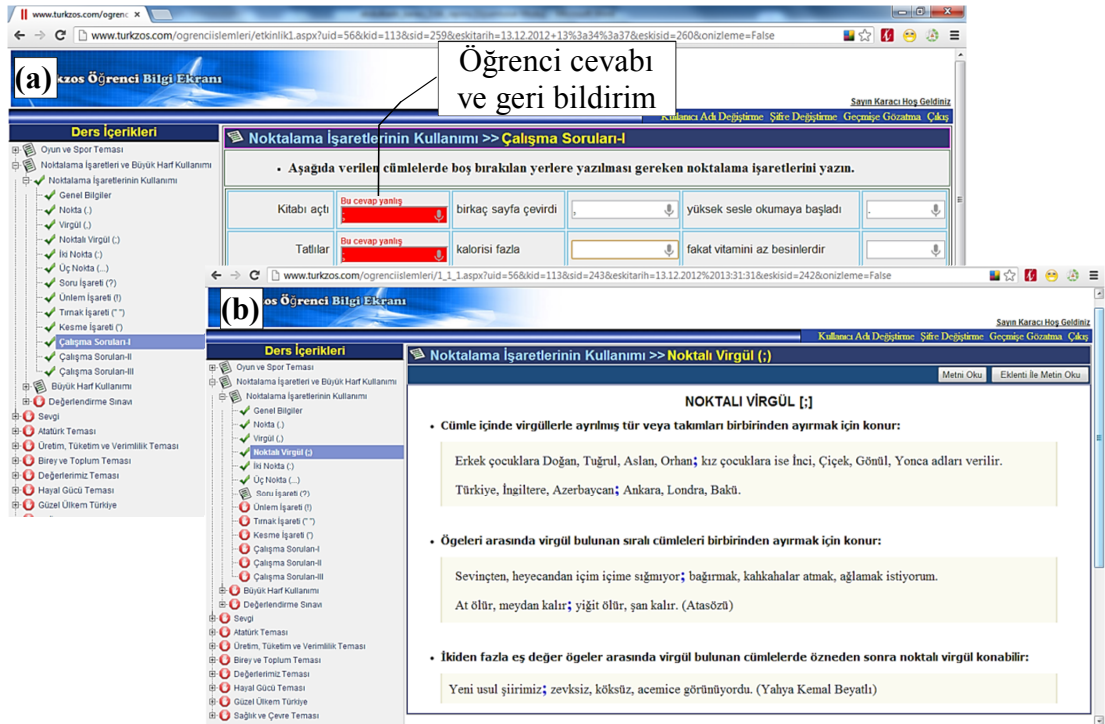 www.turkzos.com/ogrenc
www.turkzos.com/ogrenciislemleri/etkinlik1.aspx?uid=56&kid=113&sid=259&eskitarih=13.12.2012+13%3a34%3a37&eskisid=260&onizleme=False
(a)
kzos Öğrenci Bilgi Ekranı
Öğrenci cevabı
ve geri bildirim
Sayın Karacı Hoş Geldiniz
Kullanıcı Adı Değiştirme Şifre Değiştirme Geçmişe Gözatma Çıkış
Ders İçerikleri
Oyun ve Spor Teması
Noktalama İşaretleri ve Büyük Harf Kullanımı
Noktalama İşaretlerinin Kullanımı
Genel Bilgiler
Nokta (.)
Virgül (,)
Noktalı Virgül (;)
İki Nokta (:)
Üç Nokta (...)
Soru İşareti (?)
Ünlem İşareti (!)
Tırnak İşareti (" ")
Kesme İşareti (')
Çalışma Soruları-I
Çalışma Soruları-II
Çalışma Soruları-III
Büyük Harf Kullanımı
Değerlendirme Sınavı
Sevgi
Atatürk Teması
Üretim, Tüketim ve Verimlilik Teması
Birey ve Toplum Teması
Değerlerimiz Teması
Hayal Gücü Teması
Güzel Ülkem Türkiye
Noktalama İşaretlerinin Kullanımı >> Çalışma Soruları-I
• Aşağıda verilen cümlelerde boş bırakılan yerlere yazılması gereken noktalama işaretlerini yazın.
Kitabı açtı Bu cevap yanlış ; birkaç sayfa çevirdi , yüksek sesle okumaya başladı .
Tatlılar Bu cevap yanlış ; kalorisi fazla fakat vitamini az besinlerdir .
www.turkzos.com/ogrenciislemleri/1_1_1.aspx?uid=56&kid=113&sid=243&eskitarih=13.12.2012%2013:31:31&eskisid=242&onizleme=False
(b)
os Öğrenci Bilgi Ekranı
Sayın Karacı Hoş Geldiniz
Kullanıcı Adı Değiştirme Şifre Değiştirme Geçmişe Gözatma Çıkış
Ders İçerikleri
Oyun ve Spor Teması
Noktalama İşaretleri ve Büyük Harf Kullanımı
Noktalama İşaretlerinin Kullanımı
Genel Bilgiler
Nokta (.)
Virgül (,)
Noktalı Virgül (;)
İki Nokta (:)
Üç Nokta (...)
Soru İşareti (?)
Ünlem İşareti (!)
Tırnak İşareti (" ")
Kesme İşareti (')
Çalışma Soruları-I
Çalışma Soruları-II
Çalışma Soruları-III
Büyük Harf Kullanımı
Değerlendirme Sınavı
Sevgi
Atatürk Teması
Üretim, Tüketim ve Verimlilik Teması
Birey ve Toplum Teması
Değerlerimiz Teması
Hayal Gücü Teması
Güzel Ülkem Türkiye
Sağlık ve Çevre Teması
Noktalama İşaretlerinin Kullanımı >> Noktalı Virgül (;)
Metni Oku Eklenti İle Metin Oku
NOKTALI VİRGÜL [;]
• Cümle içinde virgüllerle ayrılmış tür veya takımları birbirinden ayırmak için konur:
Erkek çocuklara Doğan, Tuğrul, Aslan, Orhan; kız çocuklara ise İnci, Çiçek, Gönül, Yonca adları verilir.
Türkiye, İngiltere, Azerbaycan; Ankara, Londra, Bakü.
• Ögeleri arasında virgül bulunan sıralı cümleleri birbirinden ayırmak için konur:
Sevinçten, heyecandan içim içime sığmıyor; bağırmak, kahkahalar atmak, ağlamak istiyorum.
At ölür, meydan kalır; yiğit ölür, şan kalır. (Atasözü)
• İkiden fazla eş değer ögeler arasında virgül bulunan cümlelerde özneden sonra noktalı virgül konabilir:
Yeni usul şiirimiz; zevksiz, köksüz, acemice görünüyordu. (Yahya Kemal Beyatlı)